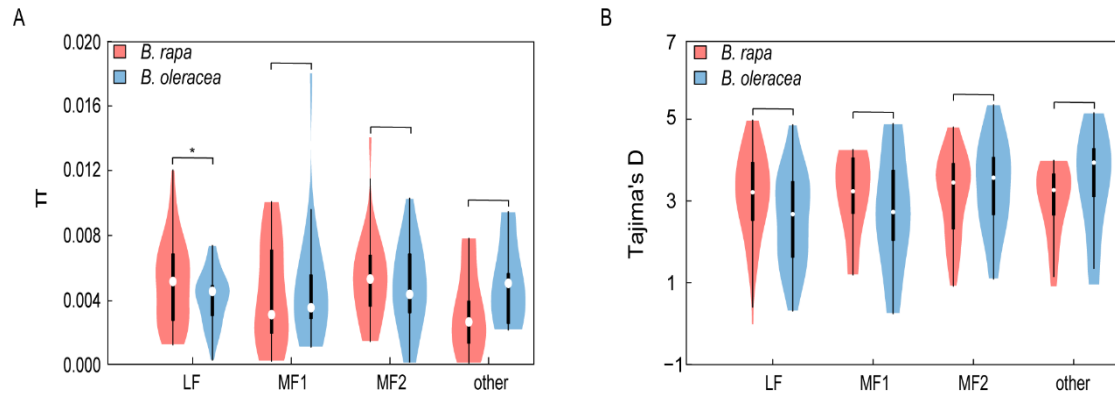 A
0.020
0.016
0.012
0.008
0.004
0.000
π
B. rapa
B. oleracea
*
LF MF1 MF2 other
B
7
5
3
1
−1
Tajima's D
B. rapa
B. oleracea
LF MF1 MF2 other